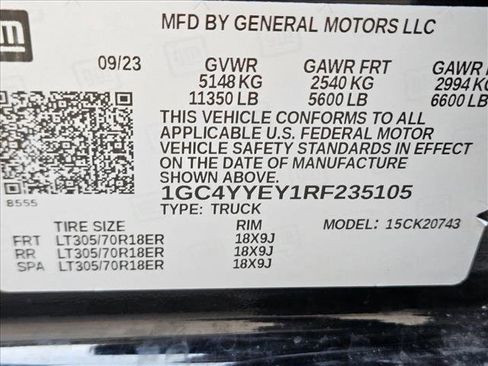 gm
MFD BY GENERAL MOTORS LLC
09/23 GVWR GAWR FRT GAWR
5148 KG 2540 KG 2994 KG
11350 LB 5600 LB 6600 LB
THIS VEHICLE CONFORMS TO ALL
APPLICABLE U.S. FEDERAL MOTOR
VEHICLE SAFETY STANDARDS IN EFFECT
ON THE DATE OF MANUFACTURE
SHOWN ABOVE.
1GC4YYEY1RF235105
8555
TYPE: TRUCK MODEL: 15CK20743
TIRE SIZE RIM
FRT LT305/70R18ER 18X9J
RR LT305/70R18ER 18X9J
SPA LT305/70R18ER 18X9J